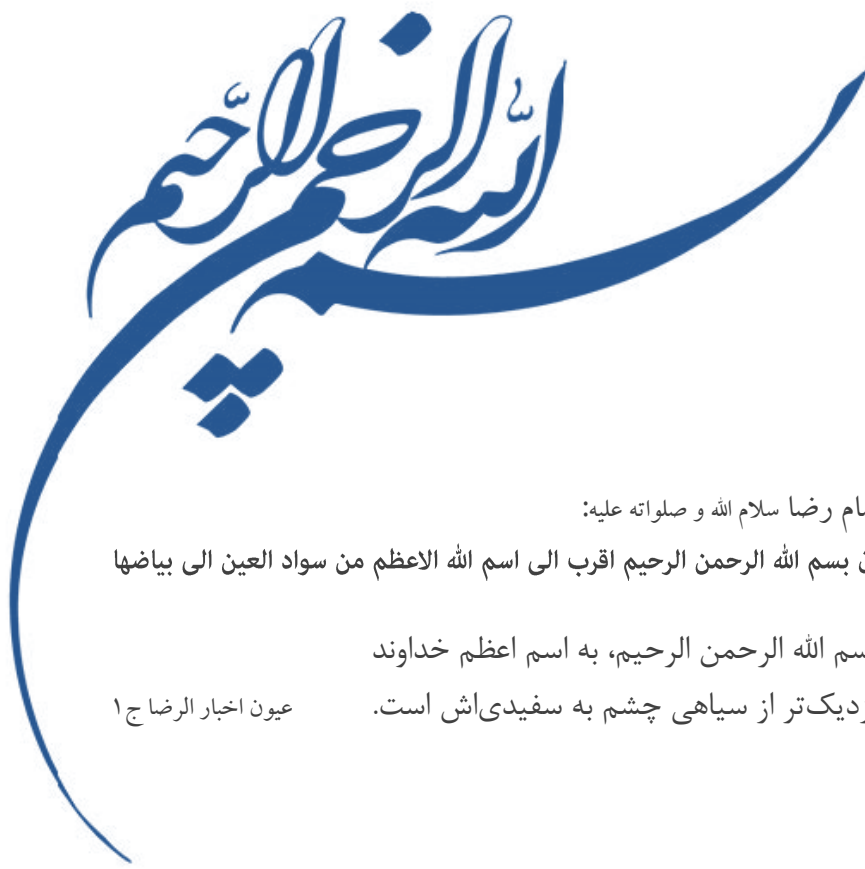 بسم الله الرحمن الرحیم
مام رضا سلام الله و صلواته علیه:
ن بسم الله الرحمن الرحیم اقرب الی اسم الله الاعظم من سواد العین الی بیاضها
سم الله الرحمن الرحیم، به اسم اعظم خداوند
زدیک‌تر از سیاهی چشم به سفیدی‌اش است. عیون اخبار الرضا ج۱